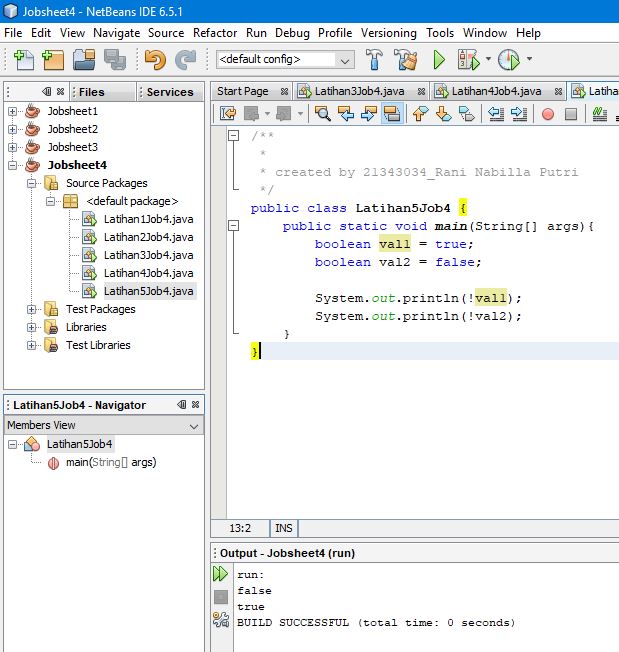 Jobsheet4 - NetBeans IDE 6.5.1
File Edit View Navigate Source Refactor Run Debug Profile Versioning Tools Window Help
<default config>
Files Services
Jobsheet1
Jobsheet2
Jobsheet3
Jobsheet4
Source Packages
<default package>
Latihan1Job4.java
Latihan2Job4.java
Latihan3Job4.java
Latihan4Job4.java
Latihan5Job4.java
Test Packages
Libraries
Test Libraries
Latihan5Job4 - Navigator
Members View
Latihan5Job4
main(String[] args)
Start Page Latihan3Job4.java Latihan4Job4.java Latiha
/**
*
* created by 21343034_Rani Nabilla Putri
*/
public class Latihan5Job4 {
public static void main(String[] args){
boolean val1 = true;
boolean val2 = false;
System.out.println(!val1);
System.out.println(!val2);
}
}
13:2 INS
Output - Jobsheet4 (run)
run:
false
true
BUILD SUCCESSFUL (total time: 0 seconds)